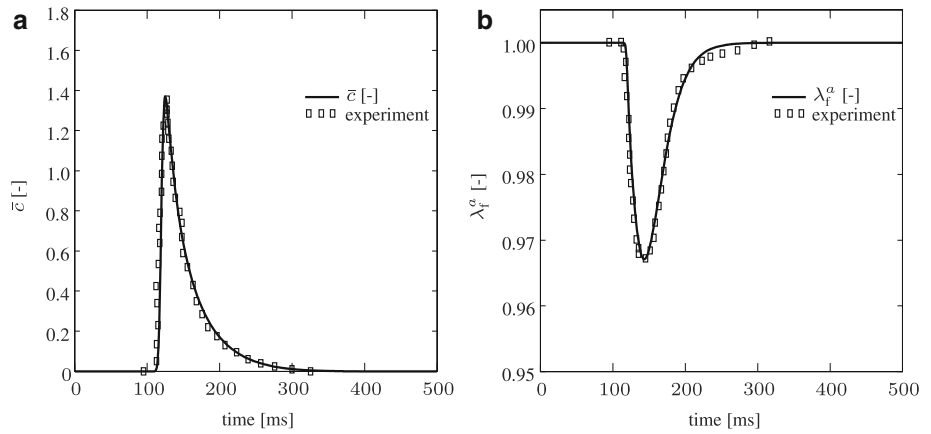 a
1.8
1.6
1.4
1.2
1.0
0.8
0.6
0.4
0.2
0
c̄ [-]
c̄ [-]
experiment
0 100 200 300 400 500
time [ms]
b
1.00
0.99
0.98
0.97
0.96
0.95
λ_f^a [-]
λ_f^a [-]
experiment
0 100 200 300 400 500
time [ms]